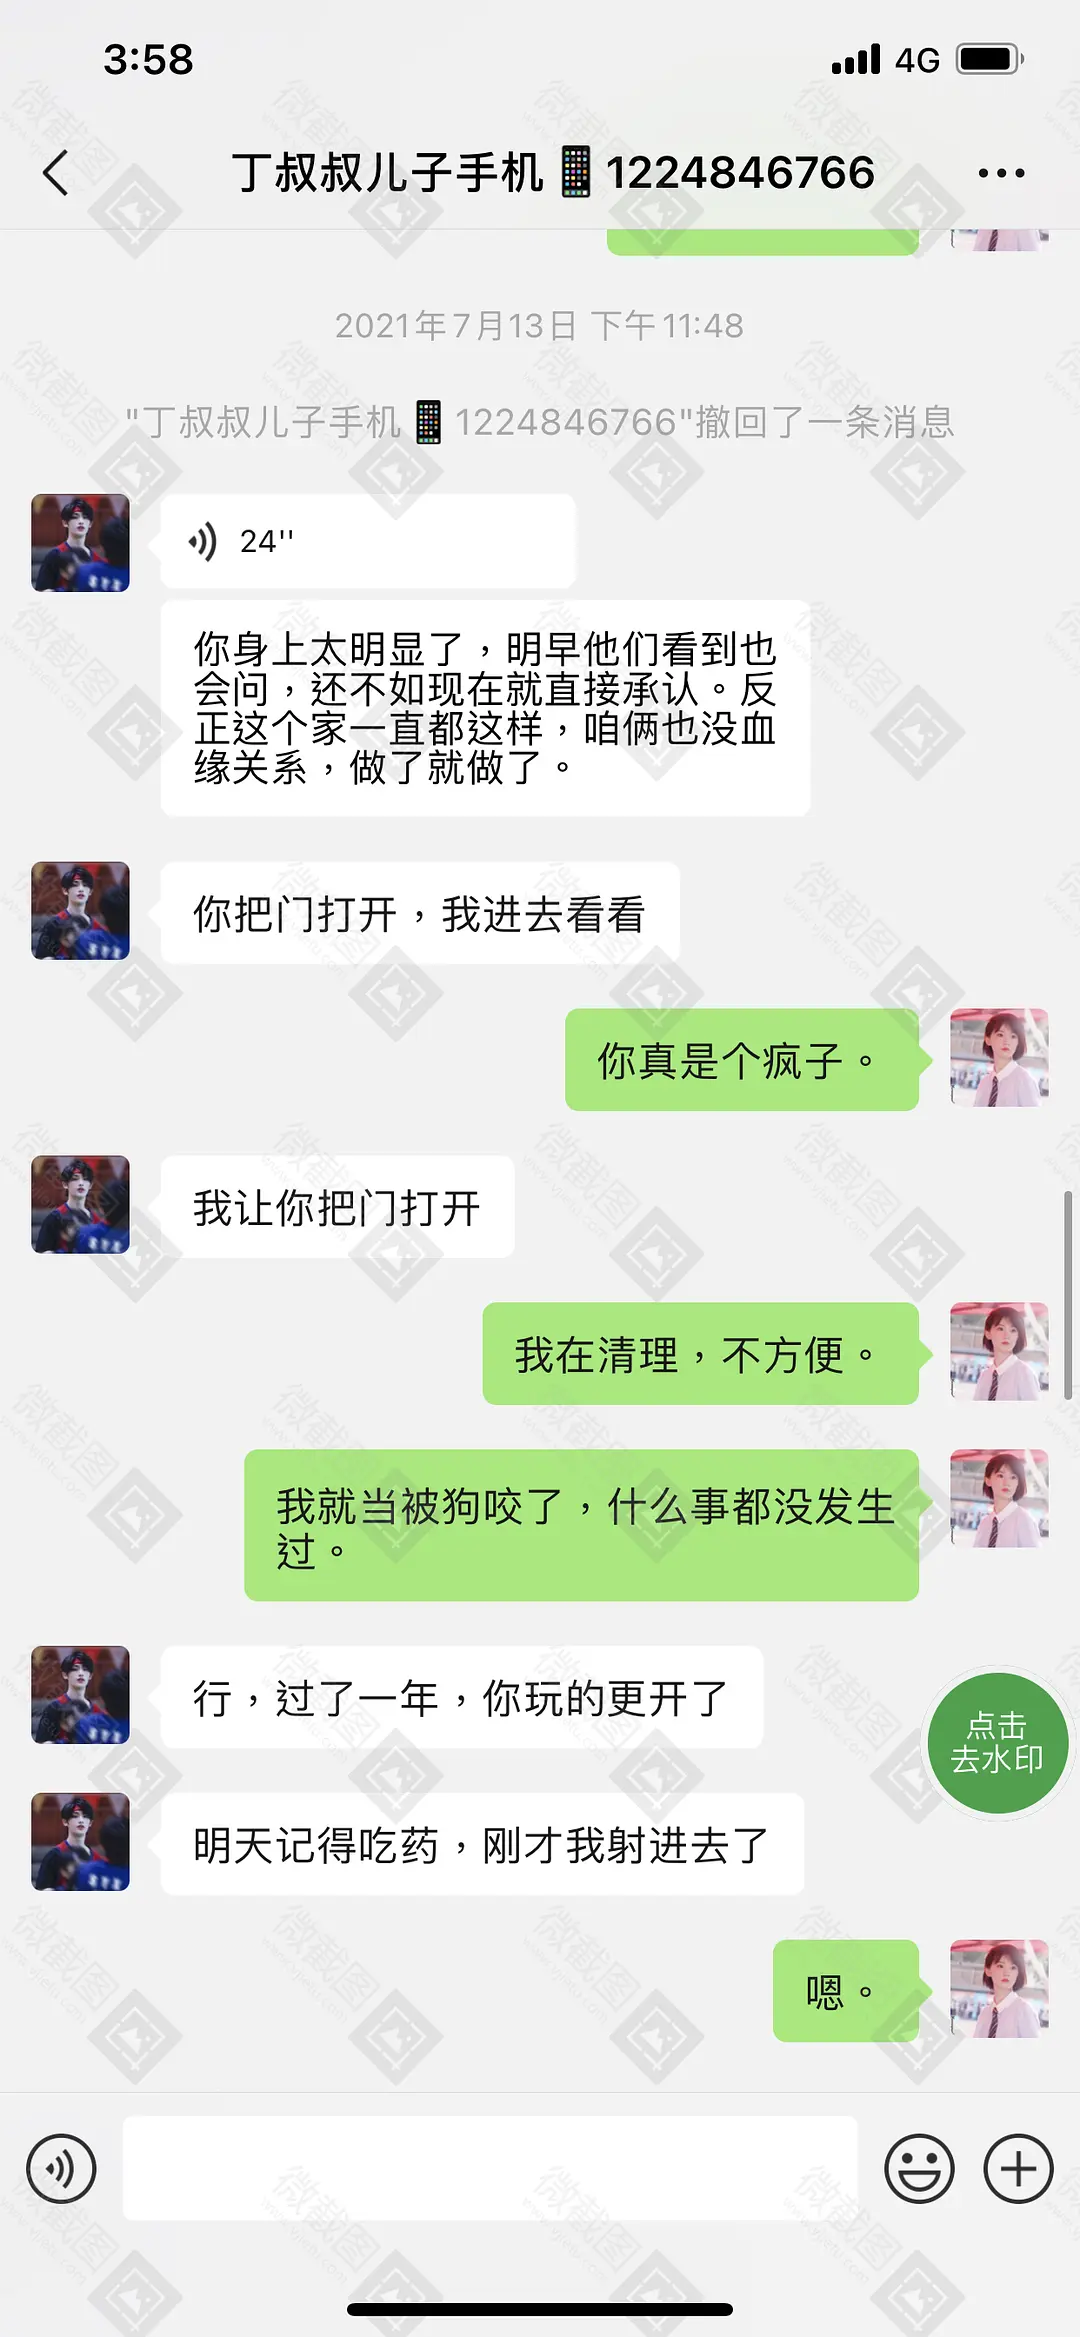 3:58
4G
丁叔叔儿子手机📱1224846766
2021年7月13日 下午11:48
"丁叔叔儿子手机📱1224846766"撤回了一条消息
24''
你身上太明显了，明早他们看到也
会问，还不如现在就直接承认。反
正这个家一直都这样，咱俩也没血
缘关系，做了就做了。
你把门打开，我进去看看
你真是个疯子。
我让你把门打开
我在清理，不方便。
我就当被狗咬了，什么事都没发生
过。
行，过了一年，你玩的更开了
点击
去水印
明天记得吃药，刚才我射进去了
嗯。
微截图